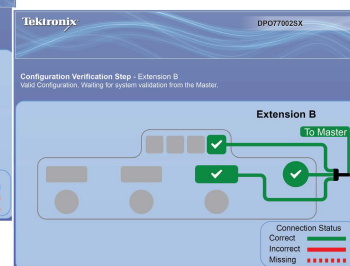 Tektronix
DPO77002SX
Configuration Verification Step - Extension B
Valid Configuration. Waiting for system validation from the Master.
Extension B
To Master
Connection Status
Correct
Incorrect
Missing